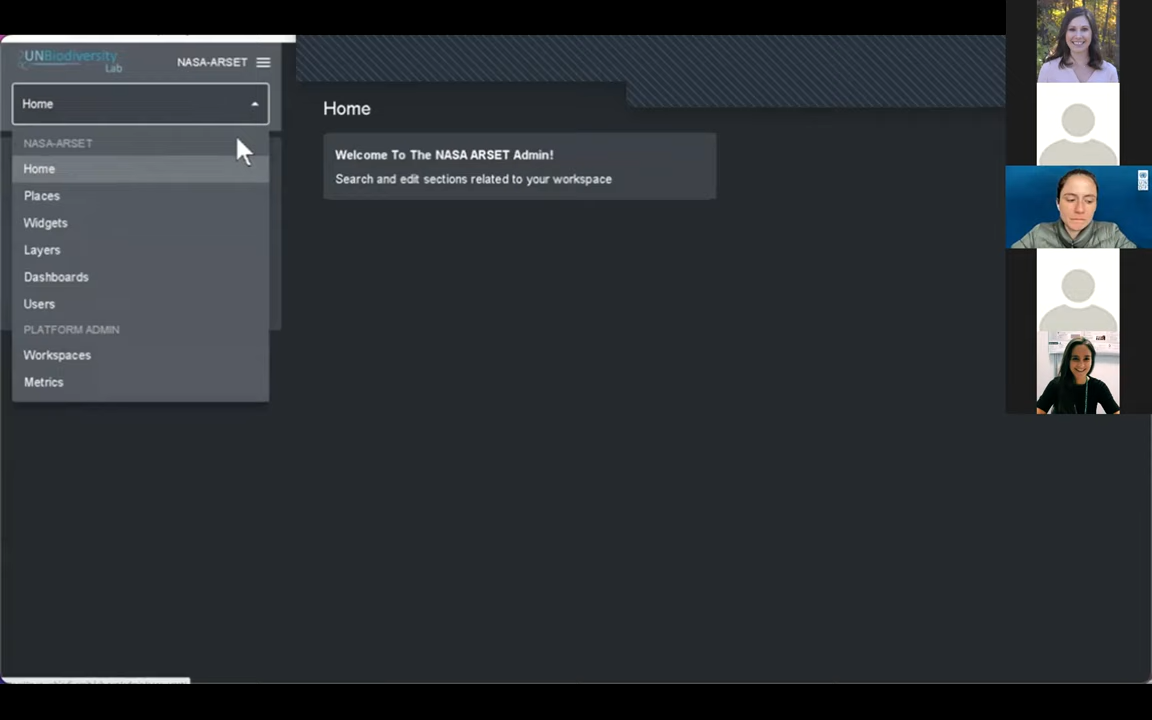 UNBiodiversity
Lab
NASA-ARSET
Home
NASA-ARSET
Home
Places
Widgets
Layers
Dashboards
Users
PLATFORM ADMIN
Workspaces
Metrics
Home
Welcome To The NASA ARSET Admin!
Search and edit sections related to your workspace